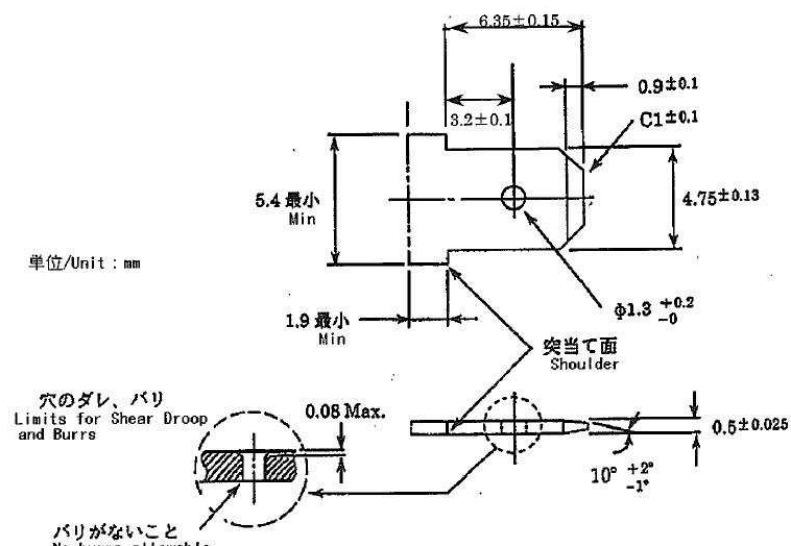 6.35±0.15
0.9±0.1
3.2±0.1
C1±0.1
5.4 最小
Min
4.75±0.13
単位/Unit : mm
φ1.3 +0.2
-0
1.9 最小
Min
突当て面
Shoulder
穴のダレ、バリ
Limits for Shear Droop
and Burrs
0.08 Max.
0.5±0.025
10° +2°
-1°
バリがないこと
No burrs allowable